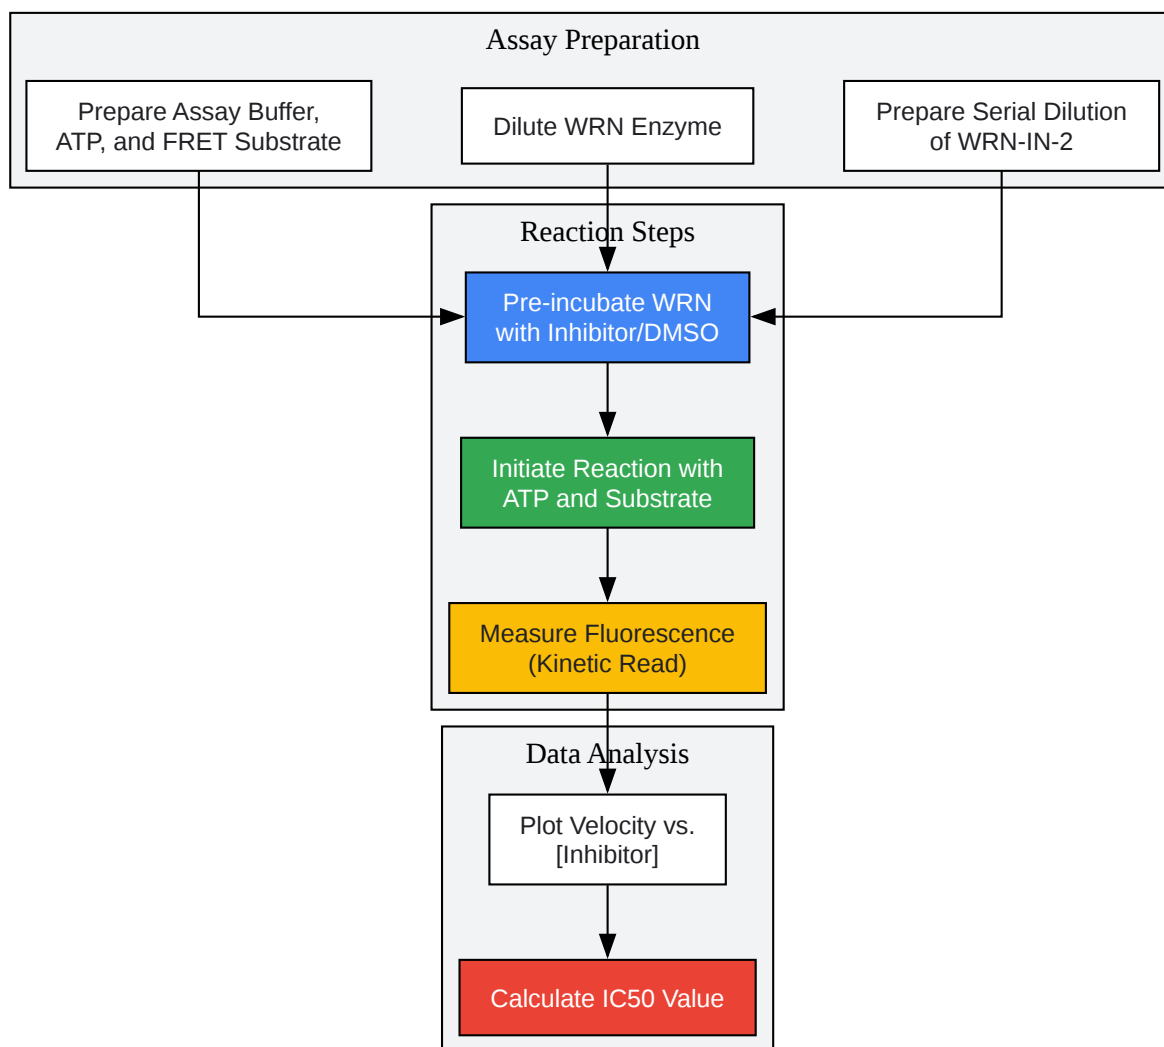 Assay Preparation
Prepare Assay Buffer,
ATP, and FRET Substrate
Dilute WRN Enzyme
Prepare Serial Dilution
of WRN-IN-2
Reaction Steps
Pre-incubate WRN
with Inhibitor/DMSO
Initiate Reaction with
ATP and Substrate
Measure Fluorescence
(Kinetic Read)
Data Analysis
Plot Velocity vs.
[Inhibitor]
Calculate IC50 Value